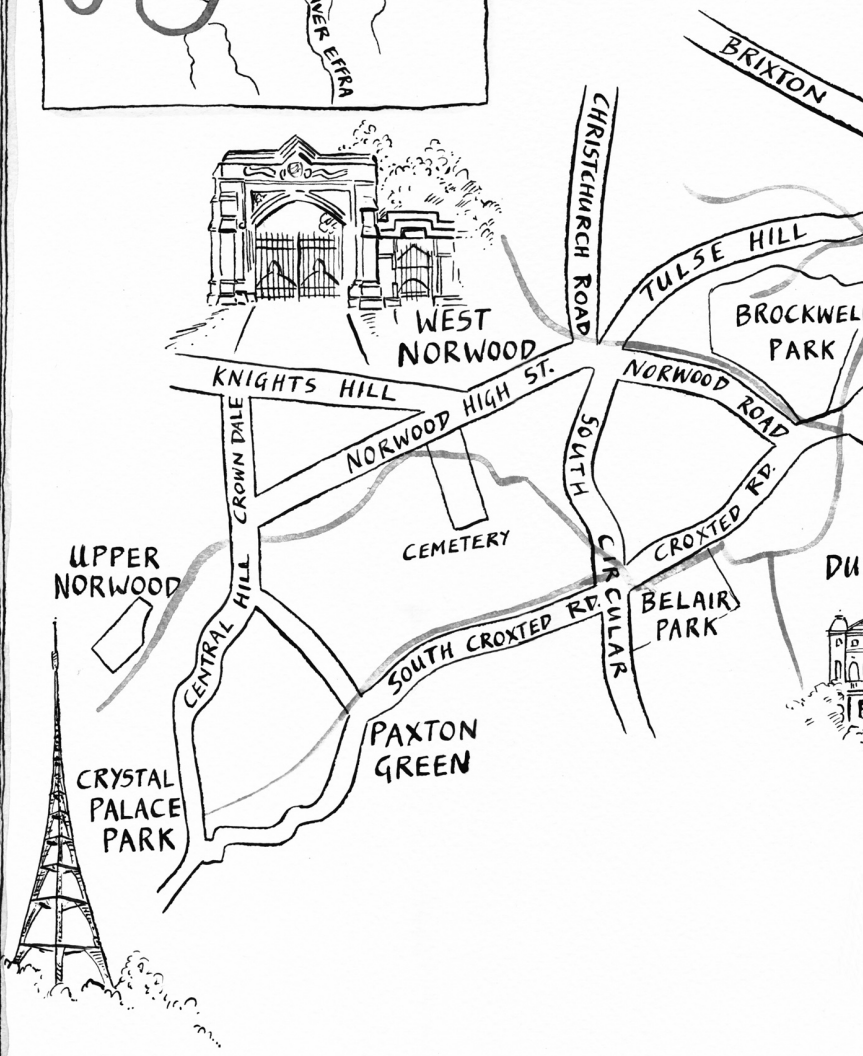 RIVER EFFRA
BRIXTON
CHRISTCHURCH ROAD
TULSE HILL
BROCKWEL
PARK
WEST
NORWOOD
KNIGHTS HILL
NORWOOD HIGH ST.
NORWOOD ROAD
CROWN DALE
SOUTH CIRCULAR
CROXTED RD.
CEMETERY
UPPER
NORWOOD
CENTRAL HILL
SOUTH CROXTED RD.
BELAIR
PARK
DU
PAXTON
GREEN
CRYSTAL
PALACE
PARK